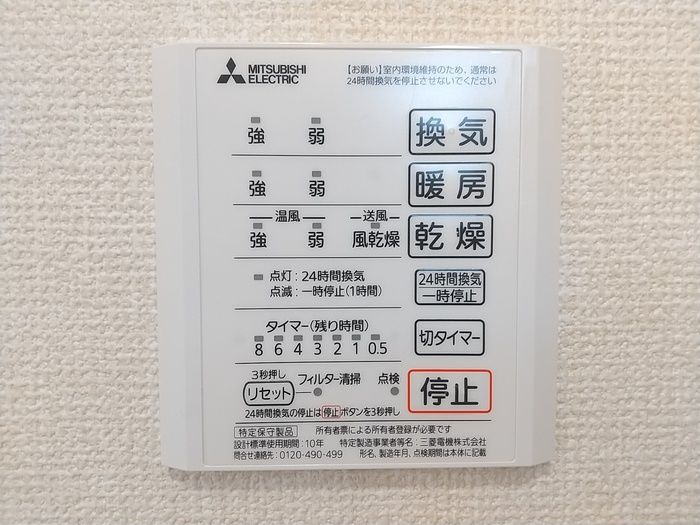 MITSUBISHI
ELECTRIC
【お願い】室内環境維持のため、通常は
24時間換気を停止させないでください
強 弱 換気
強 弱 暖房
温風 送風
強 弱 風乾燥 乾燥
点灯:24時間換気
点滅:一時停止(1時間)
24時間換気
一時停止
タイマー(残り時間)
8 6 4 3 2 1 0.5
切タイマー
3秒押し
リセット フィルター清掃 点検
停止
24時間換気の停止は停止ボタンを3秒押し
特定保守製品 所有者票による所有者登録が必要です
設計標準使用期間:10年 特定製造事業者等名:三菱電機株式会社
問合せ連絡先:0120-490-499 形名、製造年月、点検期間は本体に記載